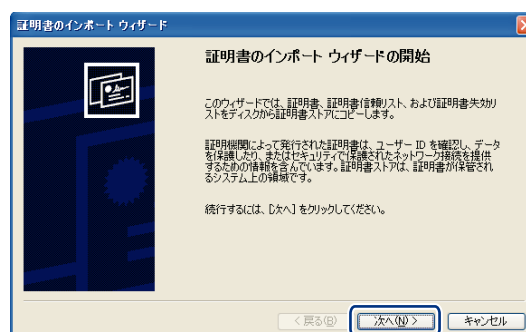 証明書のインポート ウィザード
証明書のインポート ウィザードの開始
このウィザードでは、証明書、証明書信頼リスト、および証明書失効リ
ストをディスクから証明書ストアにコピーします。
証明機関によって発行された証明書は、ユーザー ID を確認し、データ
を保護したり、またはセキュリティで保護されたネットワーク接続を提供
するための情報を含んでいます。証明書ストアは、証明書が保管され
るシステム上の領域です。
続行するには、[次へ] をクリックしてください。
< 戻る(B) 次へ(N) > キャンセル